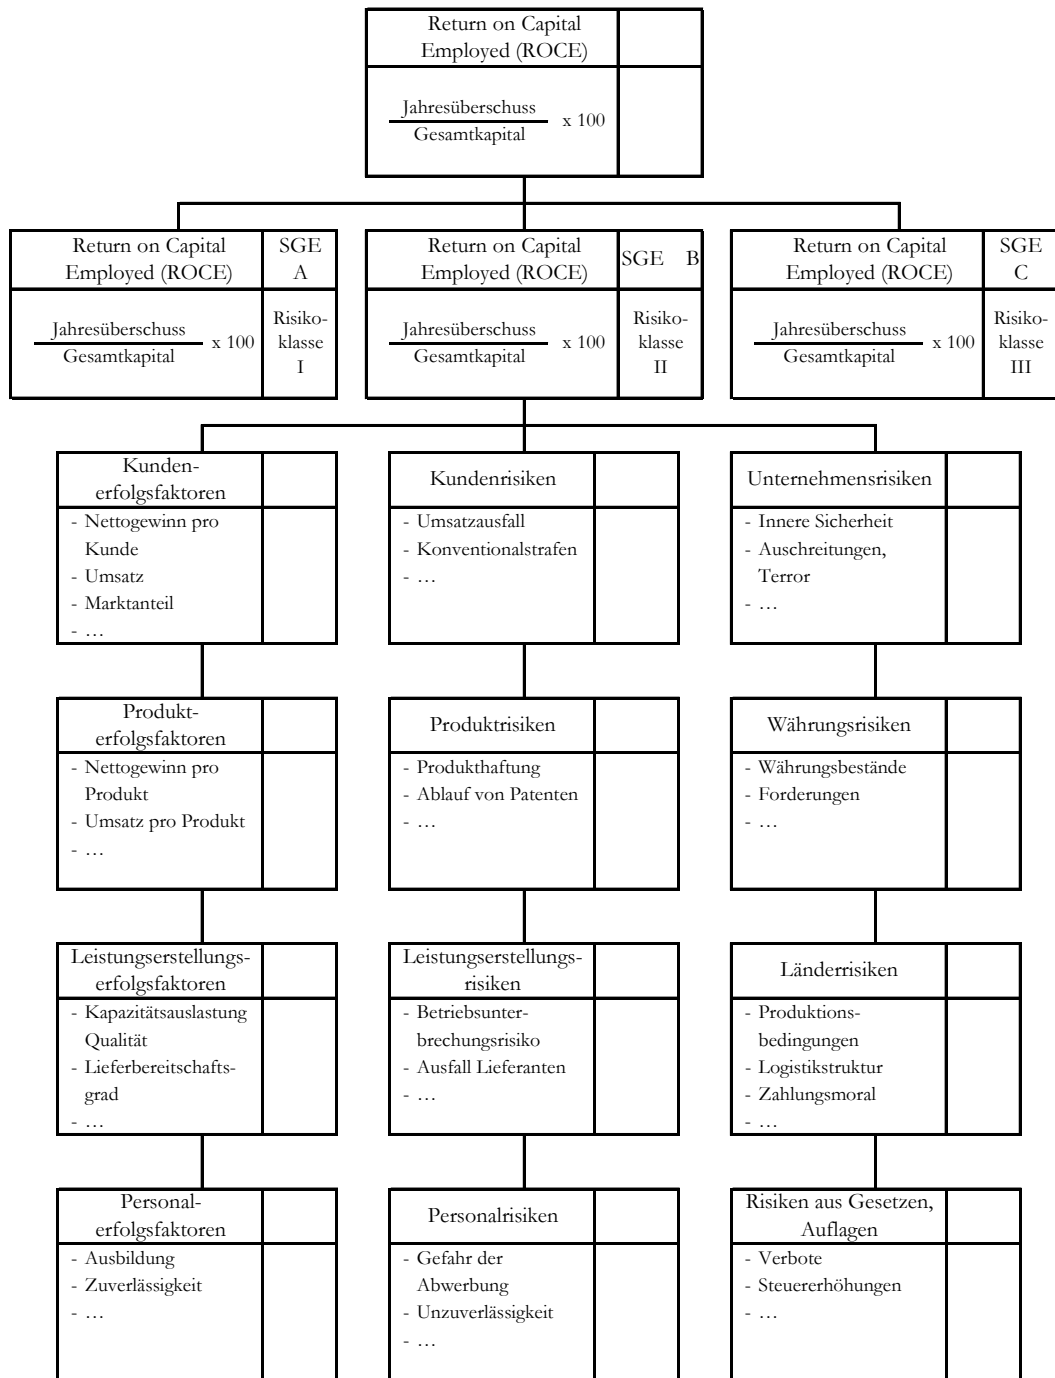 Return on Capital
Employed (ROCE)
Jahresüberschuss
Gesamtkapital
x 100
Return on Capital
Employed (ROCE)
SGE
A
Jahresüberschuss
Gesamtkapital
x 100
Risiko-
klasse
I
Return on Capital
Employed (ROCE)
SGE B
Jahresüberschuss
Gesamtkapital
x 100
Risiko-
klasse
II
Return on Capital
Employed (ROCE)
SGE
C
Jahresüberschuss
Gesamtkapital
x 100
Risiko-
klasse
III
Kunden-
erfolgsfaktoren
- Nettogewinn pro
Kunde
- Umsatz
- Marktanteil
- …
Kundenrisiken
- Umsatzausfall
- Konventionalstrafen
- …
Unternehmensrisiken
- Innere Sicherheit
- Auschreitungen,
Terror
- …
Produkt-
erfolgsfaktoren
- Nettogewinn pro
Produkt
- Umsatz pro Produkt
- …
Produktrisiken
- Produkthaftung
- Ablauf von Patenten
- …
Währungsrisiken
- Währungsbestände
- Forderungen
- …
Leistungserstellungs-
erfolgsfaktoren
- Kapazitätsauslastung
Qualität
- Lieferbereitschafts-
grad
- …
Leistungserstellungs-
risiken
- Betriebsunter-
brechungsrisiko
- Ausfall Lieferanten
- …
Länderrisiken
- Produktions-
bedingungen
- Logistikstruktur
- Zahlungsmoral
- …
Personal-
erfolgsfaktoren
- Ausbildung
- Zuverlässigkeit
- …
Personalrisiken
- Gefahr der
Abwerbung
- Unzuverlässigkeit
- …
Risiken aus Gesetzen,
Auflagen
- Verbote
- Steuererhöhungen
- …